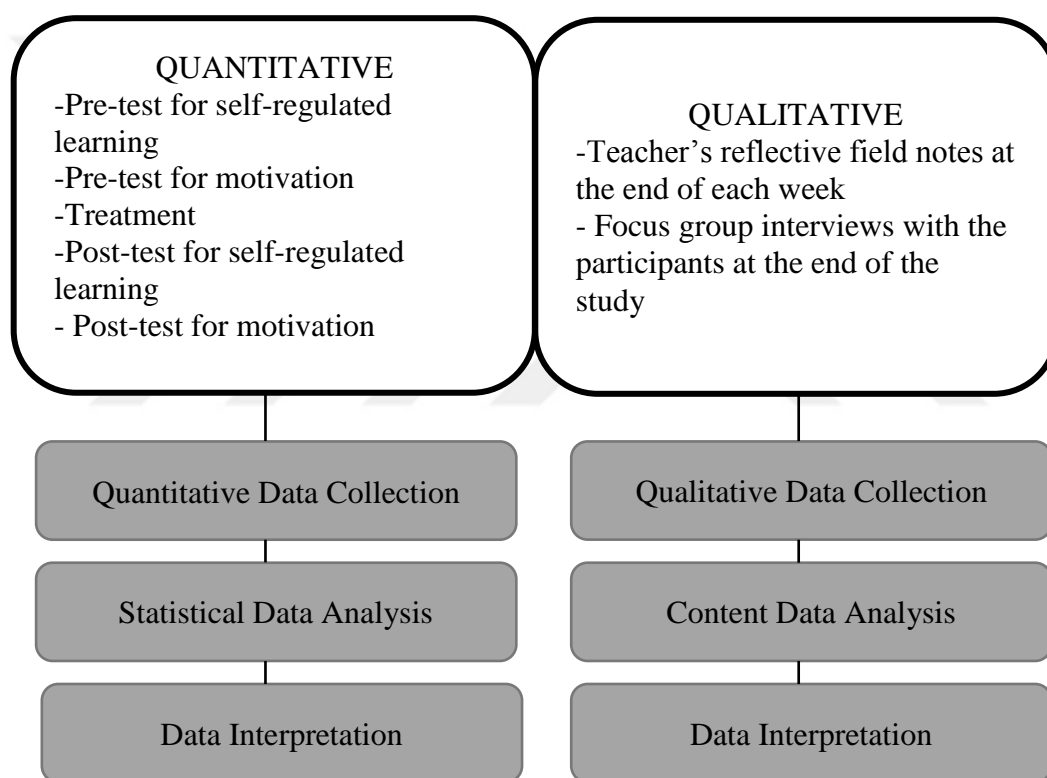 QUANTITATIVE
-Pre-test for self-regulated
learning
-Pre-test for motivation
-Treatment
-Post-test for self-regulated
learning
- Post-test for motivation
QUALITATIVE
-Teacher’s reflective field notes at
the end of each week
- Focus group interviews with the
participants at the end of the
study
Quantitative Data Collection
Qualitative Data Collection
Statistical Data Analysis
Content Data Analysis
Data Interpretation
Data Interpretation